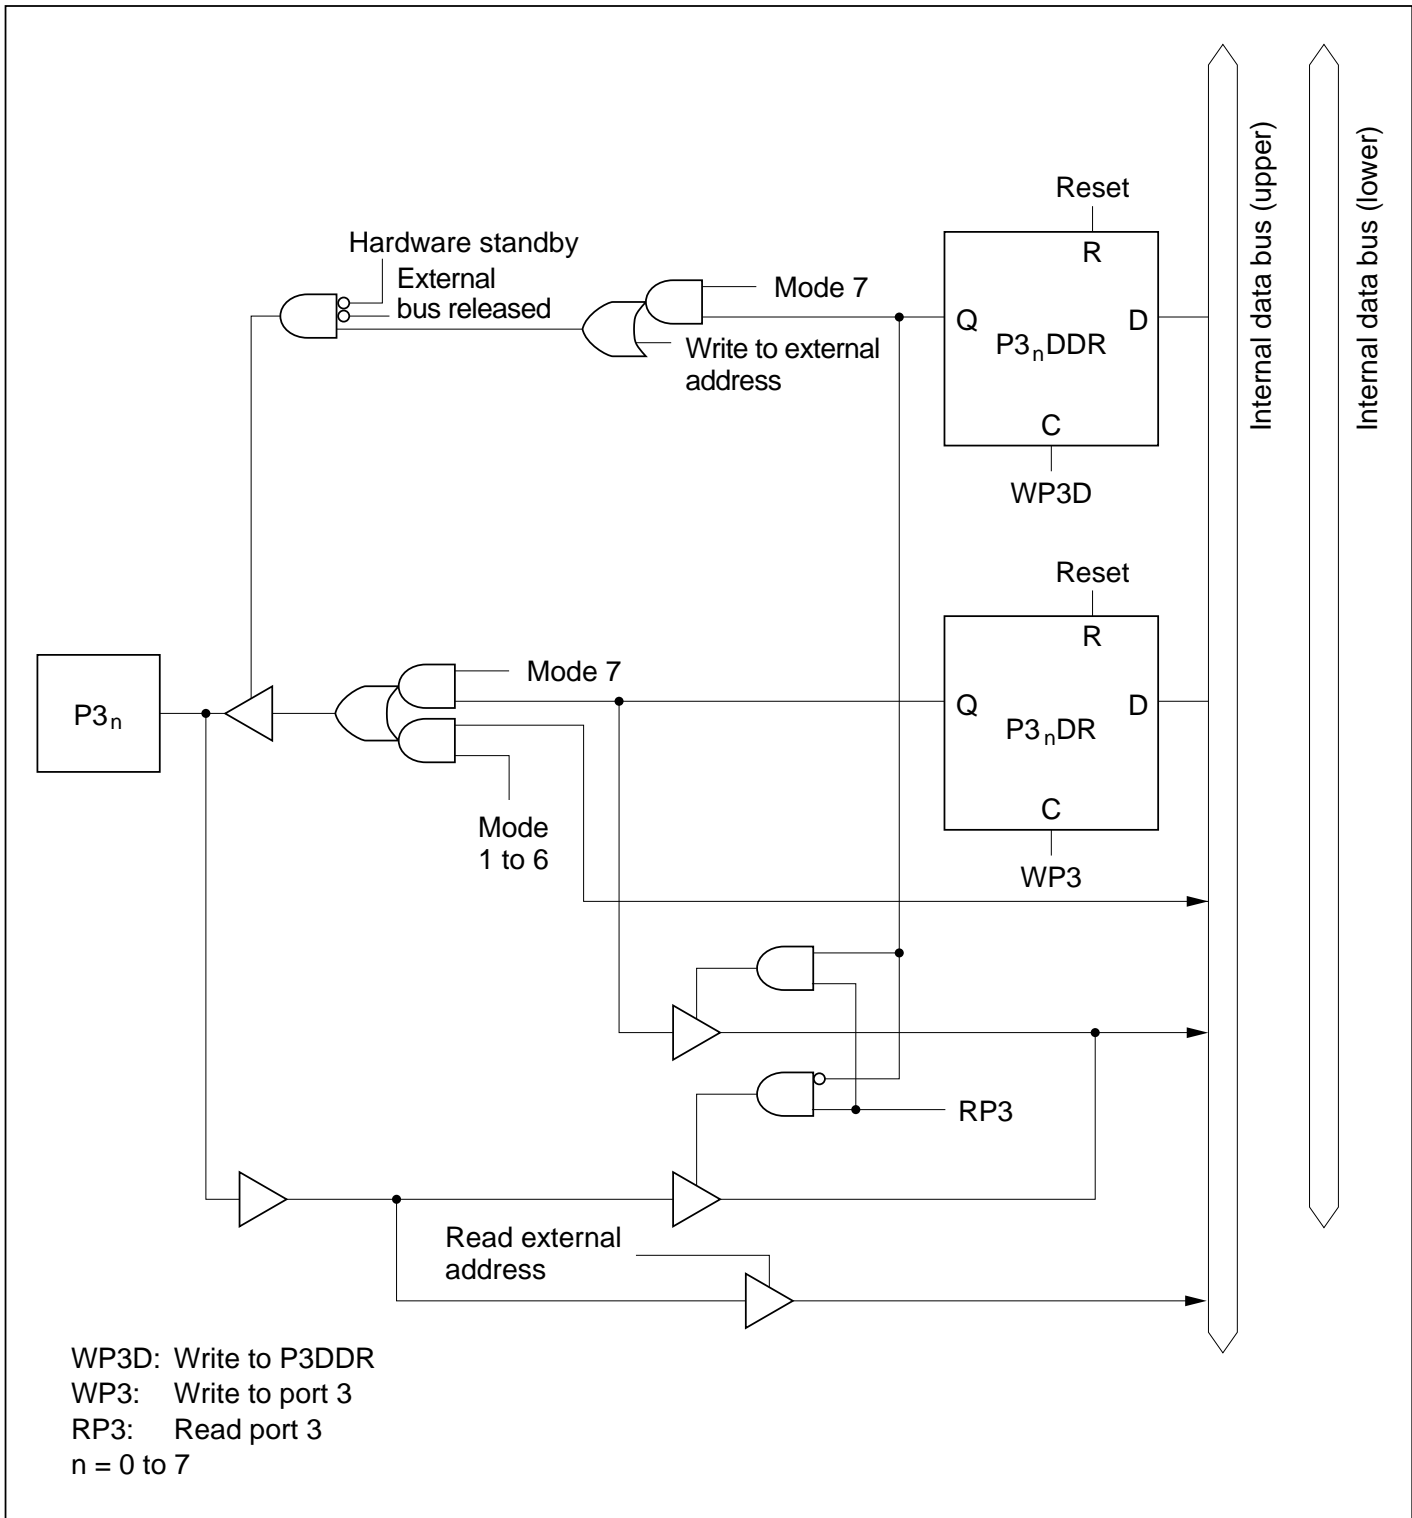 Reset
R
Hardware standby
External
bus released
Mode 7
Q
D
P3nDDR
Write to external
address
C
WP3D
Internal data bus (upper)
Internal data bus (lower)
Reset
R
Mode 7
P3n
Q
D
P3nDR
C
Mode
1 to 6
WP3
RP3
Read external
address
WP3D: Write to P3DDR
WP3: Write to port 3
RP3: Read port 3
n = 0 to 7